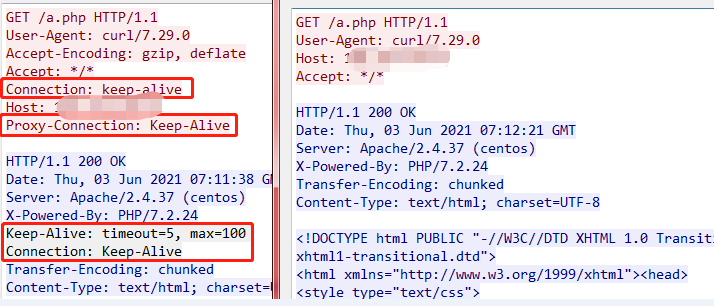 GET /a.php HTTP/1.1
User-Agent: curl/7.29.0
Accept-Encoding: gzip, deflate
Accept: */*
Connection: keep-alive
Host: 1
Proxy-Connection: Keep-Alive
HTTP/1.1 200 OK
Date: Thu, 03 Jun 2021 07:11:38 G
Server: Apache/2.4.37 (centos)
X-Powered-By: PHP/7.2.24
Keep-Alive: timeout=5, max=100
Connection: Keep-Alive
Transfer-Encoding: chunked
Content-Type: text/html; charset=U
GET /a.php HTTP/1.1
User-Agent: curl/7.29.0
Host: 1
Accept: */*
HTTP/1.1 200 OK
Date: Thu, 03 Jun 2021 07:12:21 GMT
Server: Apache/2.4.37 (centos)
X-Powered-By: PHP/7.2.24
Transfer-Encoding: chunked
Content-Type: text/html; charset=UTF-8
<!DOCTYPE html PUBLIC "-//W3C//DTD XHTML 1.0 Transiti
xhtml1-transitional.dtd">
<html xmlns="http://www.w3.org/1999/xhtml"><head>
<style type="text/css">